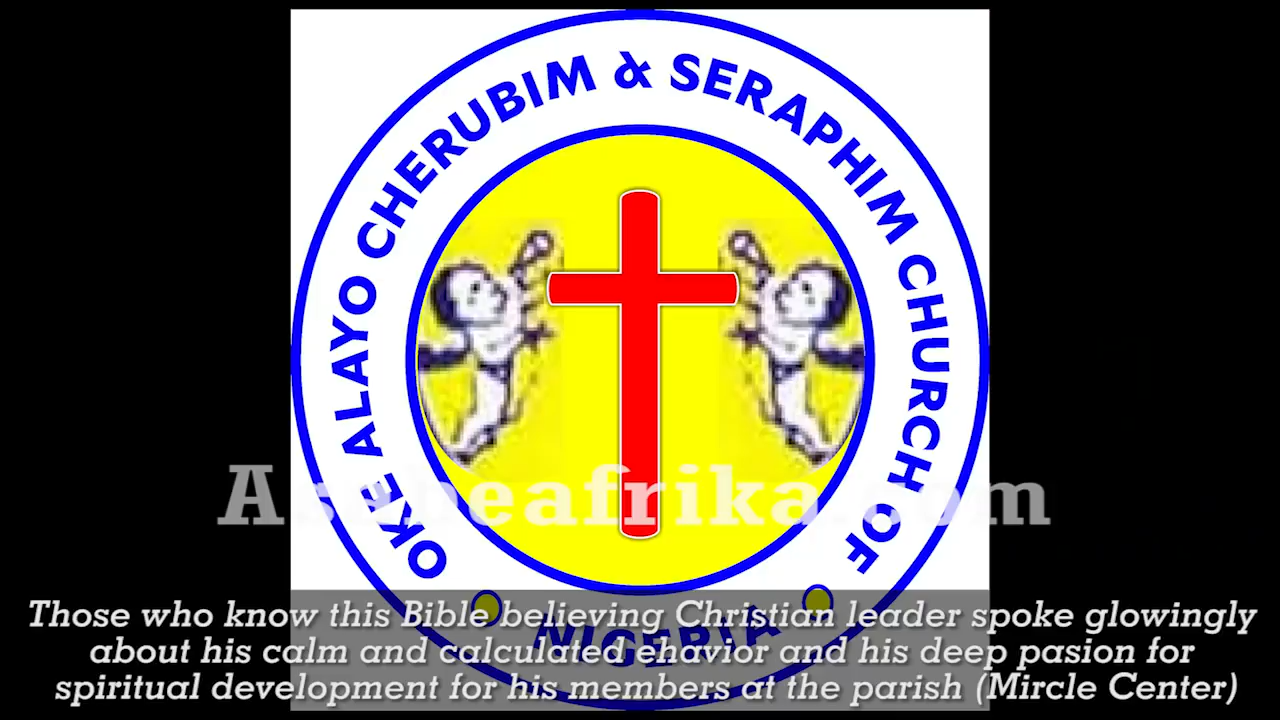 OKE ALAYO CHERUBIM & SERAPHIM CHURCH OF
NIGERIA
Asabeafrika.com
Those who know this Bible believing Christian leader spoke glowingly
about his calm and calculated ehavior and his deep pasion for
spiritual development for his members at the parish (Mircle Center)